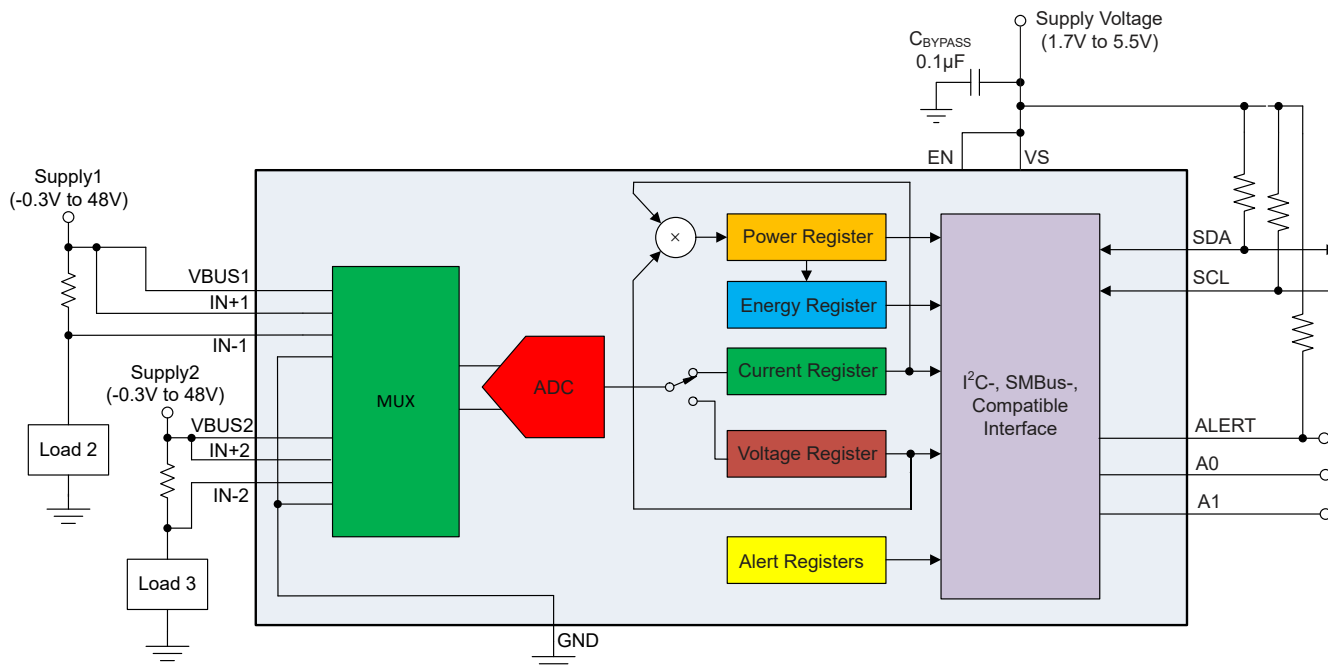 Supply Voltage
(1.7V to 5.5V)
C_BYPASS
0.1µF
EN
VS
Supply1
(-0.3V to 48V)
VBUS1
IN+1
IN-1
Supply2
(-0.3V to 48V)
VBUS2
IN+2
IN-2
Load 2
Load 3
MUX
ADC
×
Power Register
Energy Register
Current Register
Voltage Register
Alert Registers
I²C-, SMBus-,
Compatible
Interface
SDA
SCL
ALERT
A0
A1
GND